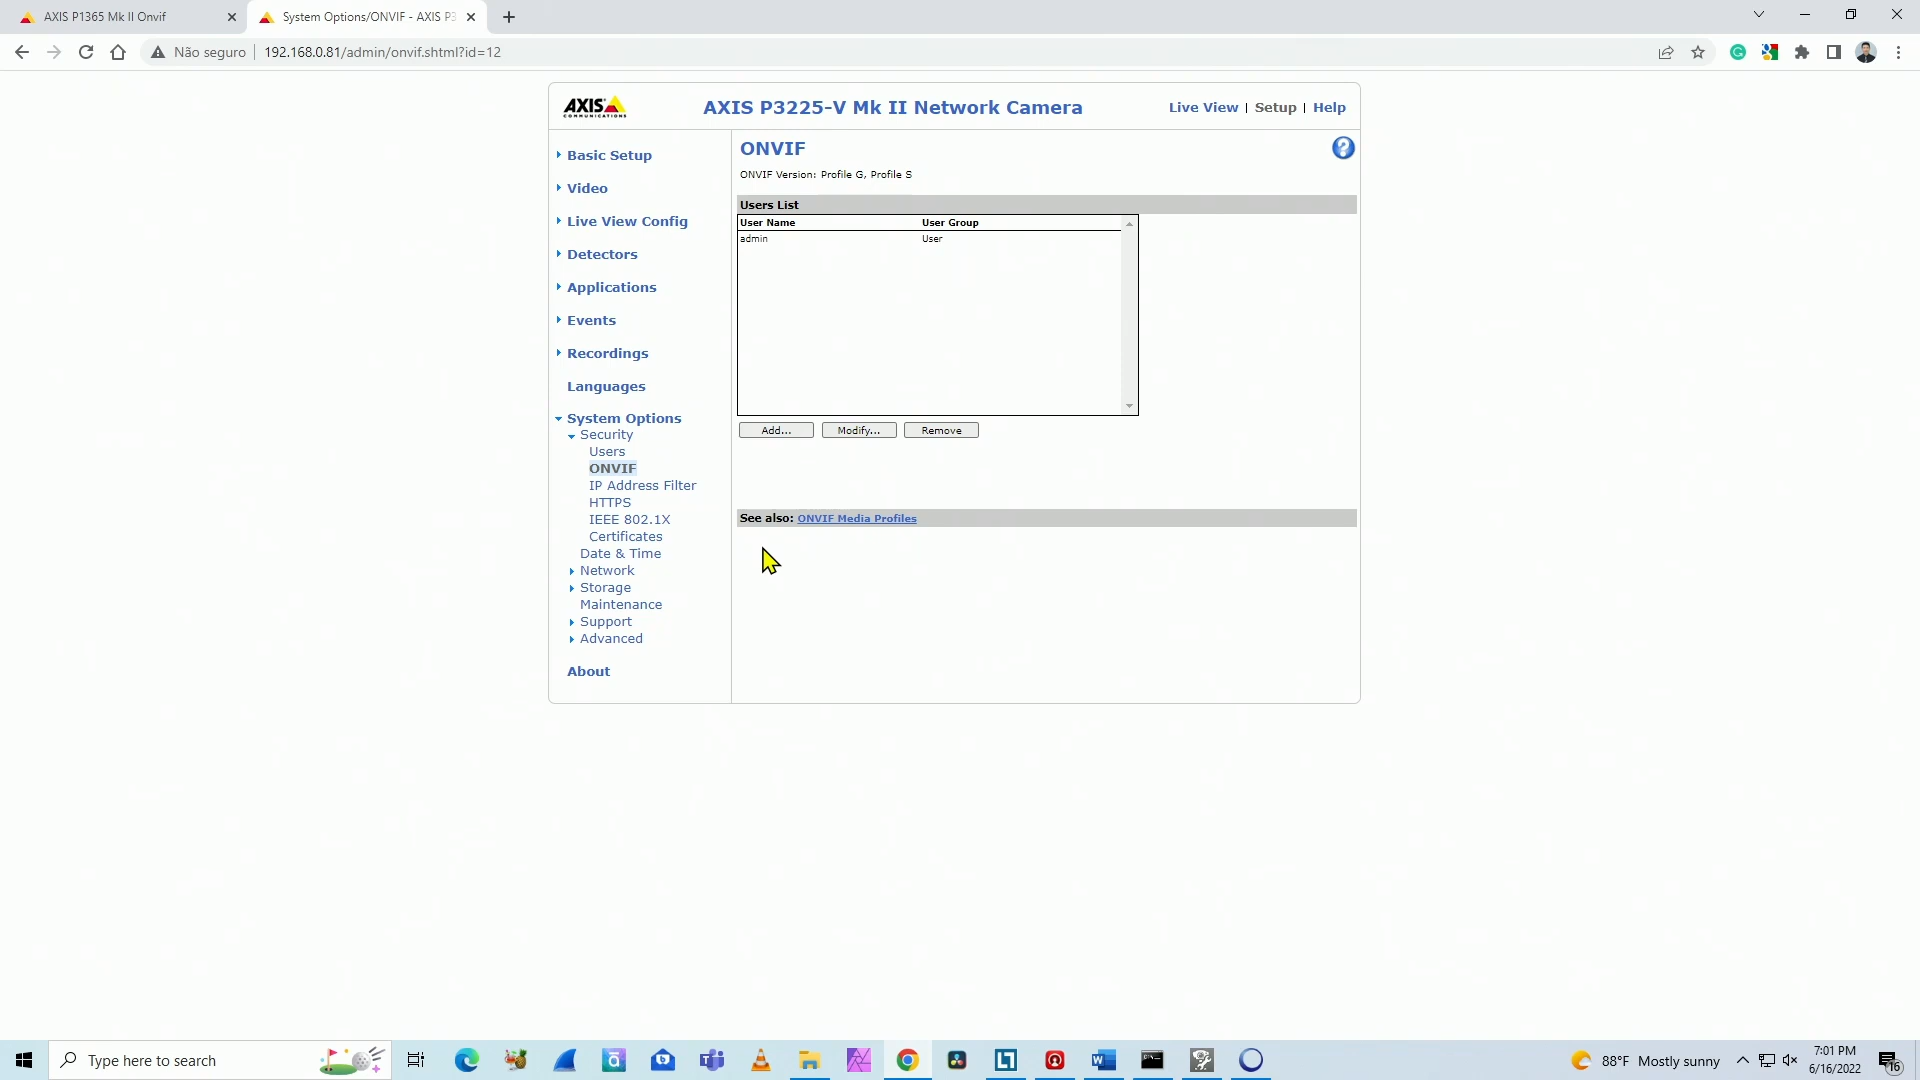 AXIS P1365 Mk II Onvif
System Options/ONVIF - AXIS P3
Não seguro
192.168.0.81/admin/onvif.shtml?id=12
AXIS
COMMUNICATIONS
AXIS P3225-V Mk II Network Camera
Live View | Setup | Help
Basic Setup
Video
Live View Config
Detectors
Applications
Events
Recordings
Languages
System Options
Security
Users
ONVIF
IP Address Filter
HTTPS
IEEE 802.1X
Certificates
Date & Time
Network
Storage
Maintenance
Support
Advanced
About
ONVIF
ONVIF Version: Profile G, Profile S
Users List
User Name User Group
admin User
Add... Modify... Remove
See also: ONVIF Media Profiles
Type here to search
88°F Mostly sunny
7:01 PM
6/16/2022
16